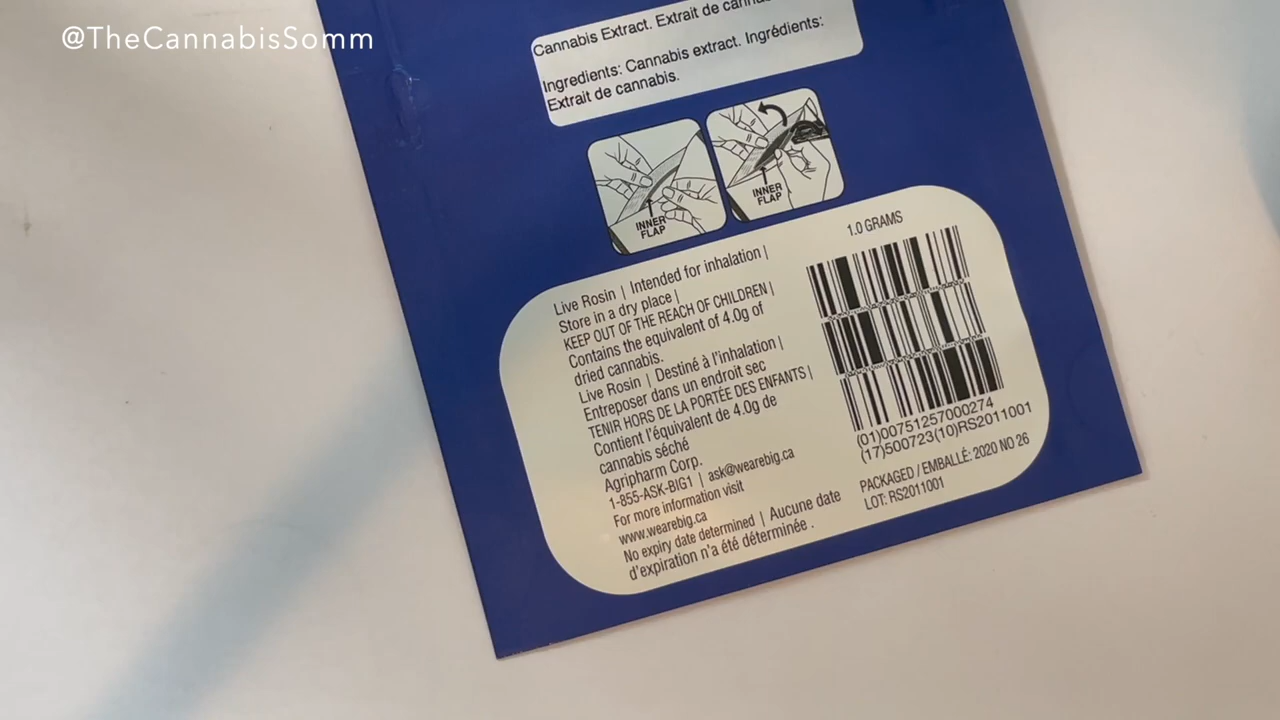 @TheCannabisSomm
Cannabis Extract. Extrait de
Ingredients: Cannabis extract. Ingrédients:
Extrait de cannabis.
INNER
FLAP
INNER
FLAP
1.0 GRAMS
Live Rosin | Intended for inhalation |
Store in a dry place |
KEEP OUT OF THE REACH OF CHILDREN |
Contains the equivalent of 4.0g of
dried cannabis.
Live Rosin | Destiné à l'inhalation |
Entreposer dans un endroit sec
TENIR HORS DE LA PORTÉE DES ENFANTS |
Contient l'équivalent de 4.0g de
cannabis séché
Agripharm Corp.
1-855-ASK-BIG1 | ask@wearebig.ca
For more information visit
www.wearebig.ca
No expiry date determined | Aucune date
d'expiration n'a été déterminée .
(01)00751257000274
(17)500723(10)RS2011001
PACKAGED / EMBALLÉ: 2020 NO 26
LOT: RS2011001